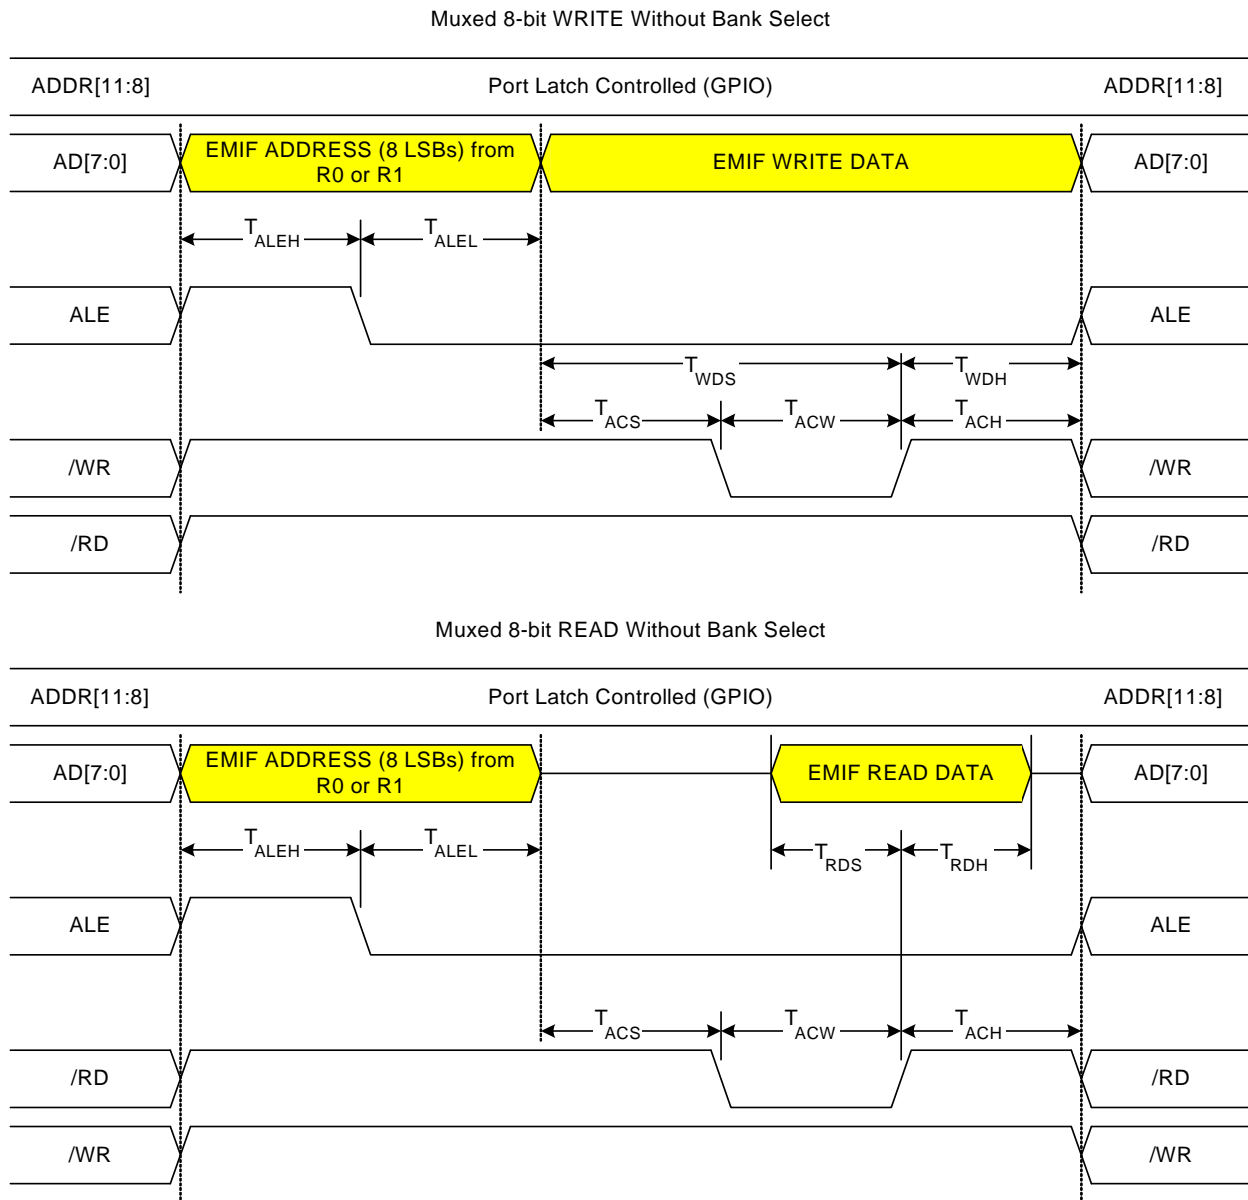 Muxed 8-bit WRITE Without Bank Select
ADDR[11:8] Port Latch Controlled (GPIO) ADDR[11:8]
AD[7:0] EMIF ADDRESS (8 LSBs) from R0 or R1 EMIF WRITE DATA AD[7:0]
TALEH TALEL
ALE ALE
TWDS TWDH
TACS TACW TACH
/WR /WR
/RD /RD
Muxed 8-bit READ Without Bank Select
ADDR[11:8] Port Latch Controlled (GPIO) ADDR[11:8]
AD[7:0] EMIF ADDRESS (8 LSBs) from R0 or R1 EMIF READ DATA AD[7:0]
TALEH TALEL TRDS TRDH
ALE ALE
TACS TACW TACH
/RD /RD
/WR /WR